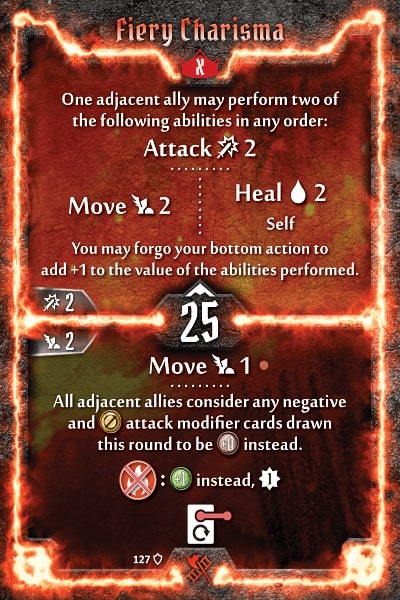 Fiery Charisma
X
One adjacent ally may perform two of
the following abilities in any order:
Attack 2
Move 2
Heal 2
Self
You may forgo your bottom action to
add +1 to the value of the abilities performed.
2
25
2
Move 1
All adjacent allies consider any negative
and attack modifier cards drawn
this round to be +0 instead.
: +1 instead, 1
127